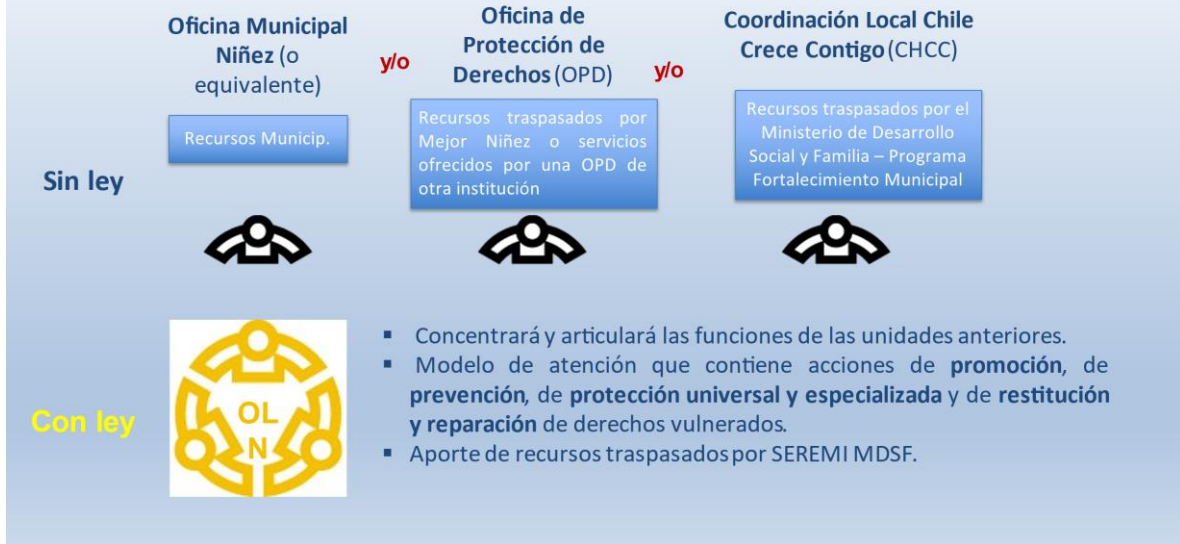 Oficina Municipal
Niñez (o
equivalente)
y/o
Oficina de
Protección de
Derechos (OPD)
y/o
Coordinación Local Chile
Crece Contigo (CHCC)
Recursos Municip.
Recursos traspasados por
Mejor Niñez o servicios
ofrecidos por una OPD de
otra institución
Recursos traspasados por el
Ministerio de Desarrollo
Social y Familia – Programa
Fortalecimiento Municipal
Sin ley
Con ley
OL
N
▪ Concentrará y articulará las funciones de las unidades anteriores.
▪ Modelo de atención que contiene acciones de promoción, de
prevención, de protección universal y especializada y de restitución
y reparación de derechos vulnerados.
▪ Aporte de recursos traspasados por SEREMI MDSF.